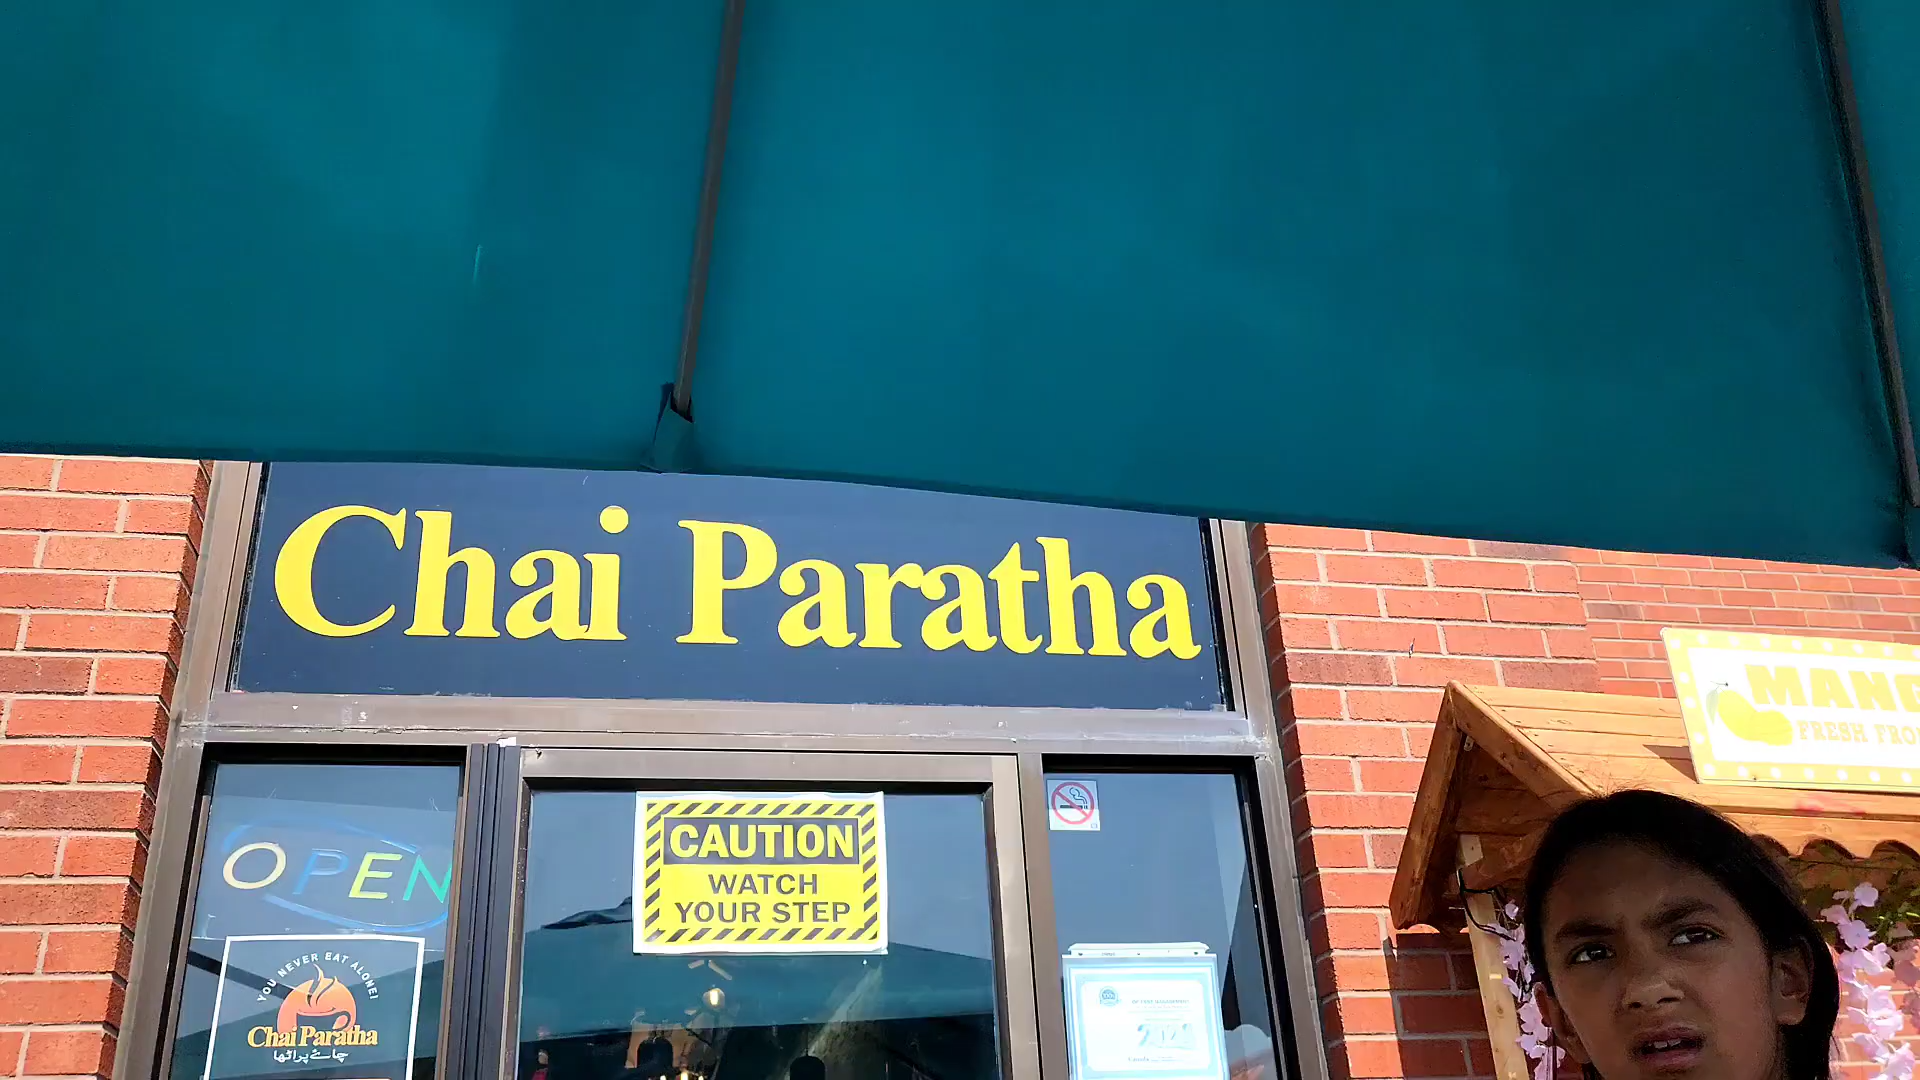 Chai Paratha
MANG
FRESH FRO
OPEN
CAUTION
WATCH
YOUR STEP
YOU NEVER EAT ALONE!
Chai Paratha
چائے پراٹھا